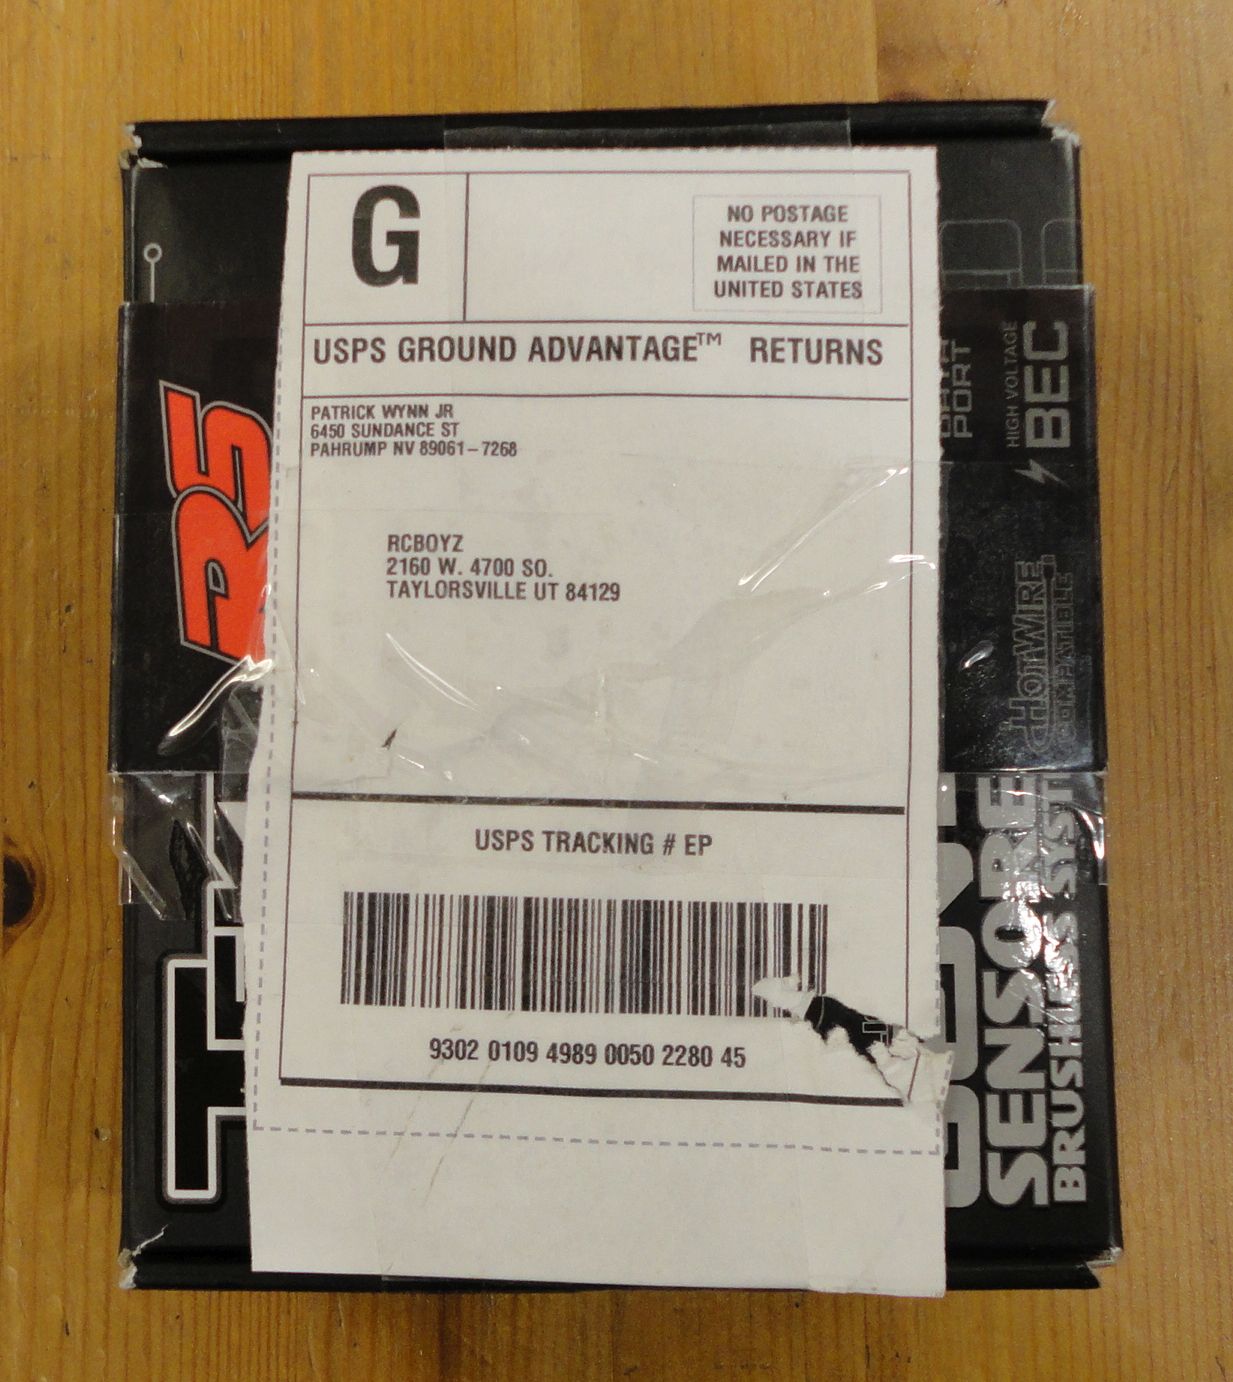 G
NO POSTAGE
NECESSARY IF
MAILED IN THE
UNITED STATES
USPS GROUND ADVANTAGE™ RETURNS
PATRICK WYNN JR
6450 SUNDANCE ST
PAHRUMP NV 89061-7268
RCBOYZ
2160 W. 4700 SO.
TAYLORSVILLE UT 84129
USPS TRACKING # EP
9302 0109 4989 0050 2280 45
RS
PORT
HIGH VOLTAGE
BEC
HOTWIRE
COMPATIBLE
SENSORE
BRUSHLESS SYST